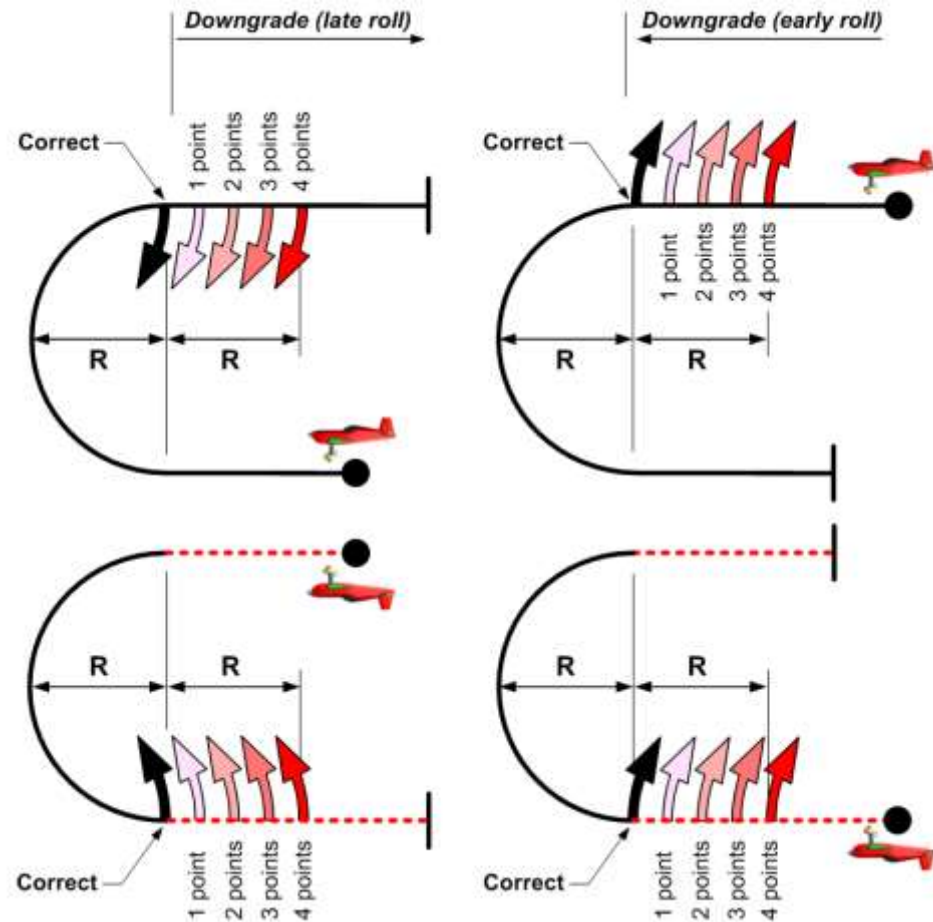 Downgrade (late roll)
Downgrade (early roll)
Correct
1 point
2 points
3 points
4 points
R
R
Correct
1 point
2 points
3 points
4 points
R
R
R
R
Correct
1 point
2 points
3 points
4 points
R
R
Correct
1 point
2 points
3 points
4 points